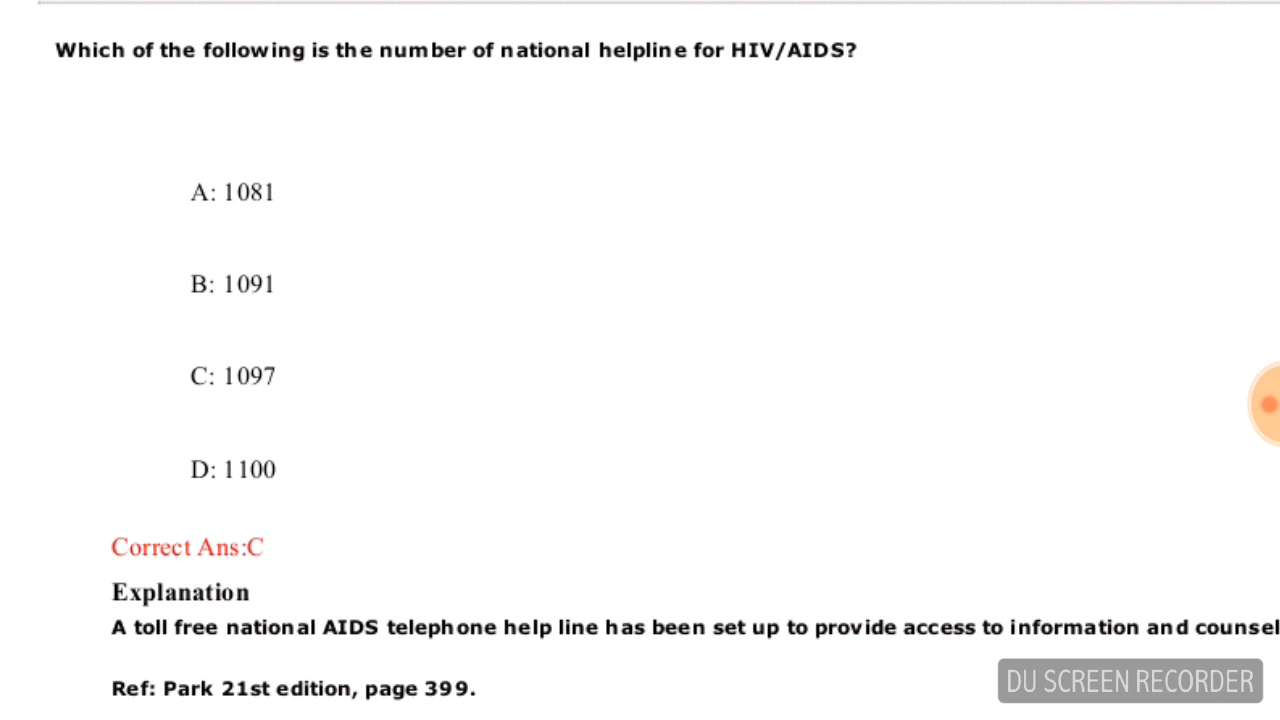 Which of the following is the number of national helpline for HIV/AIDS?
A: 1081
B: 1091
C: 1097
D: 1100
Correct Ans:C
Explanation
A toll free national AIDS telephone help line has been set up to provide access to information and counsel
Ref: Park 21st edition, page 399.
DU SCREEN RECORDER